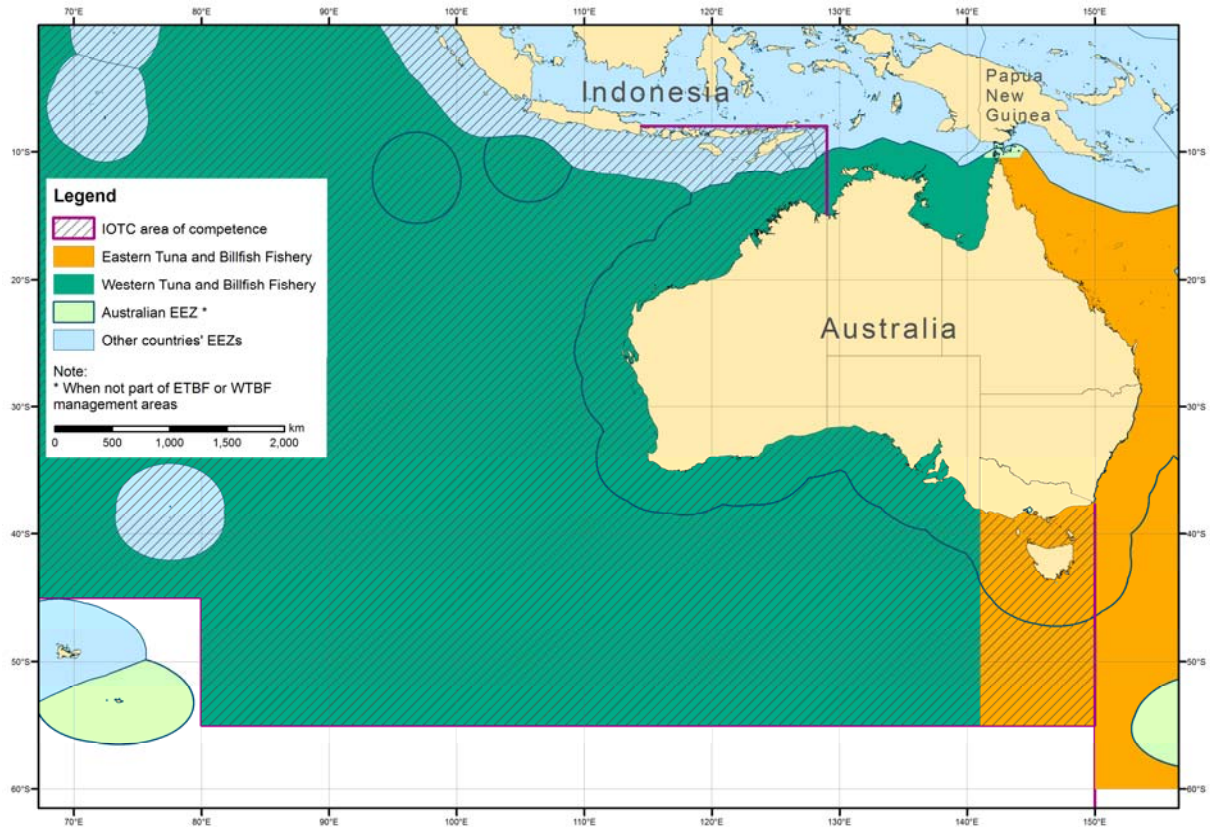 70°E 80°E 90°E 100°E 110°E 120°E 130°E 140°E 150°E
Indonesia
Papua
New
Guinea
10°S
10°S
Legend
IOTC area of competence
Eastern Tuna and Billfish Fishery
Western Tuna and Billfish Fishery
Australian EEZ *
Other countries' EEZs
Note:
* When not part of ETBF or WTBF
management areas
km
0 500 1,000 1,500 2,000
20°S
20°S
Australia
30°S
30°S
40°S
40°S
50°S
50°S
60°S
60°S
70°E 80°E 90°E 100°E 110°E 120°E 130°E 140°E 150°E